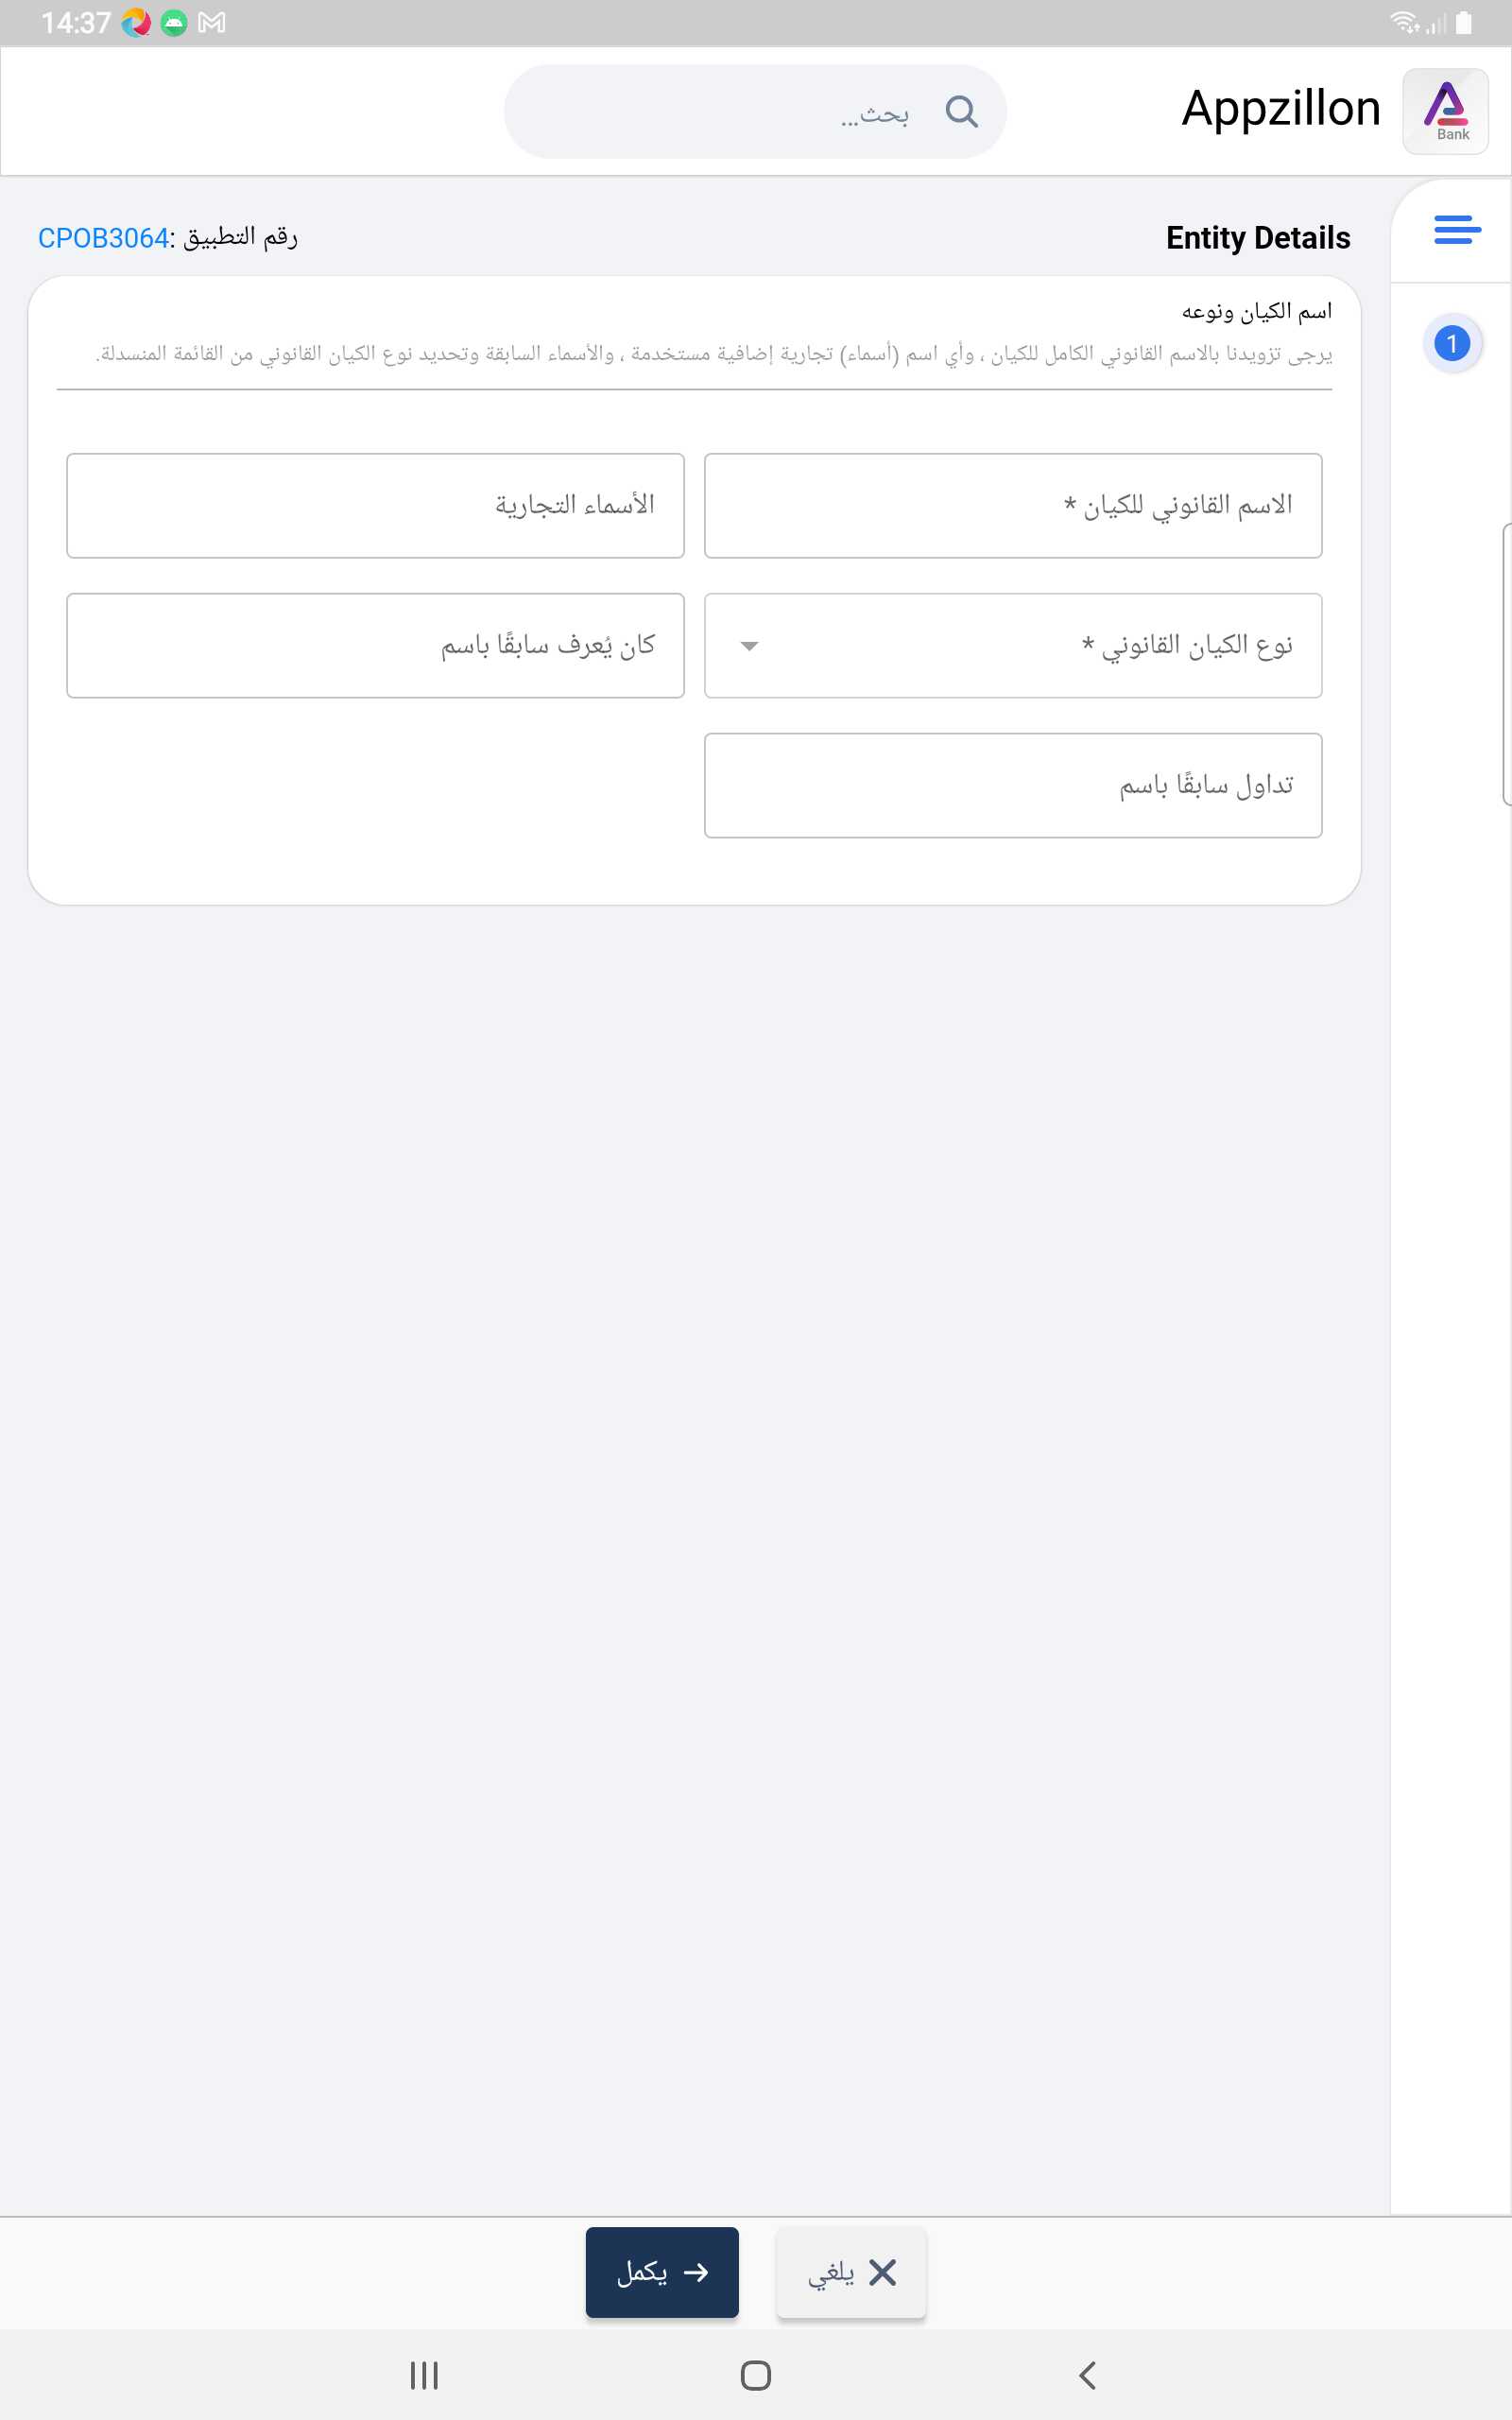 14:37
Bank
Appzillon
بحث...
Entity Details
رقم التطبيق :CPOB3064
1
اسم الكيان ونوعه
يرجى تزويدنا بالاسم القانوني الكامل للكيان ، وأي اسم (أسماء) تجارية إضافية مستخدمة ، والأسماء السابقة وتحديد نوع الكيان القانوني من القائمة المنسدلة.
الاسم القانوني للكيان *
الأسماء التجارية
نوع الكيان القانوني *
كان يُعرف سابقًا باسم
تداول سابقًا باسم
يلغي
يكمل